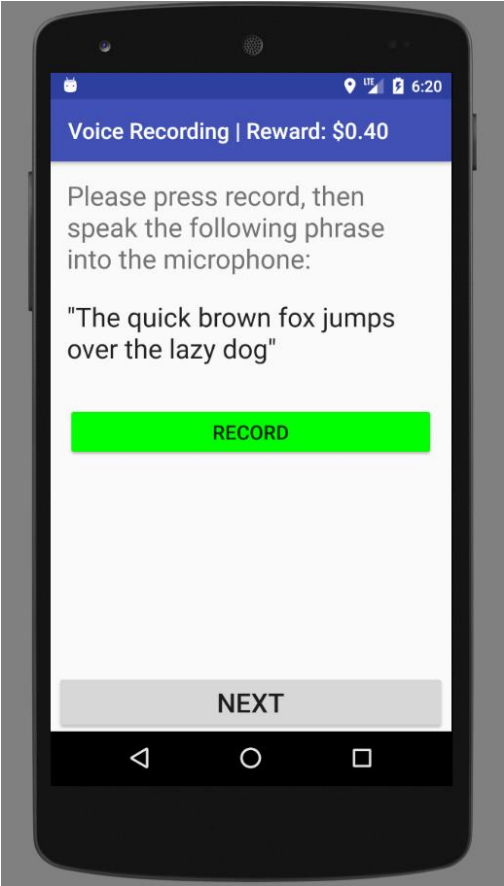 LTE 6:20
Voice Recording | Reward: $0.40
Please press record, then
speak the following phrase
into the microphone:
"The quick brown fox jumps
over the lazy dog"
RECORD
NEXT